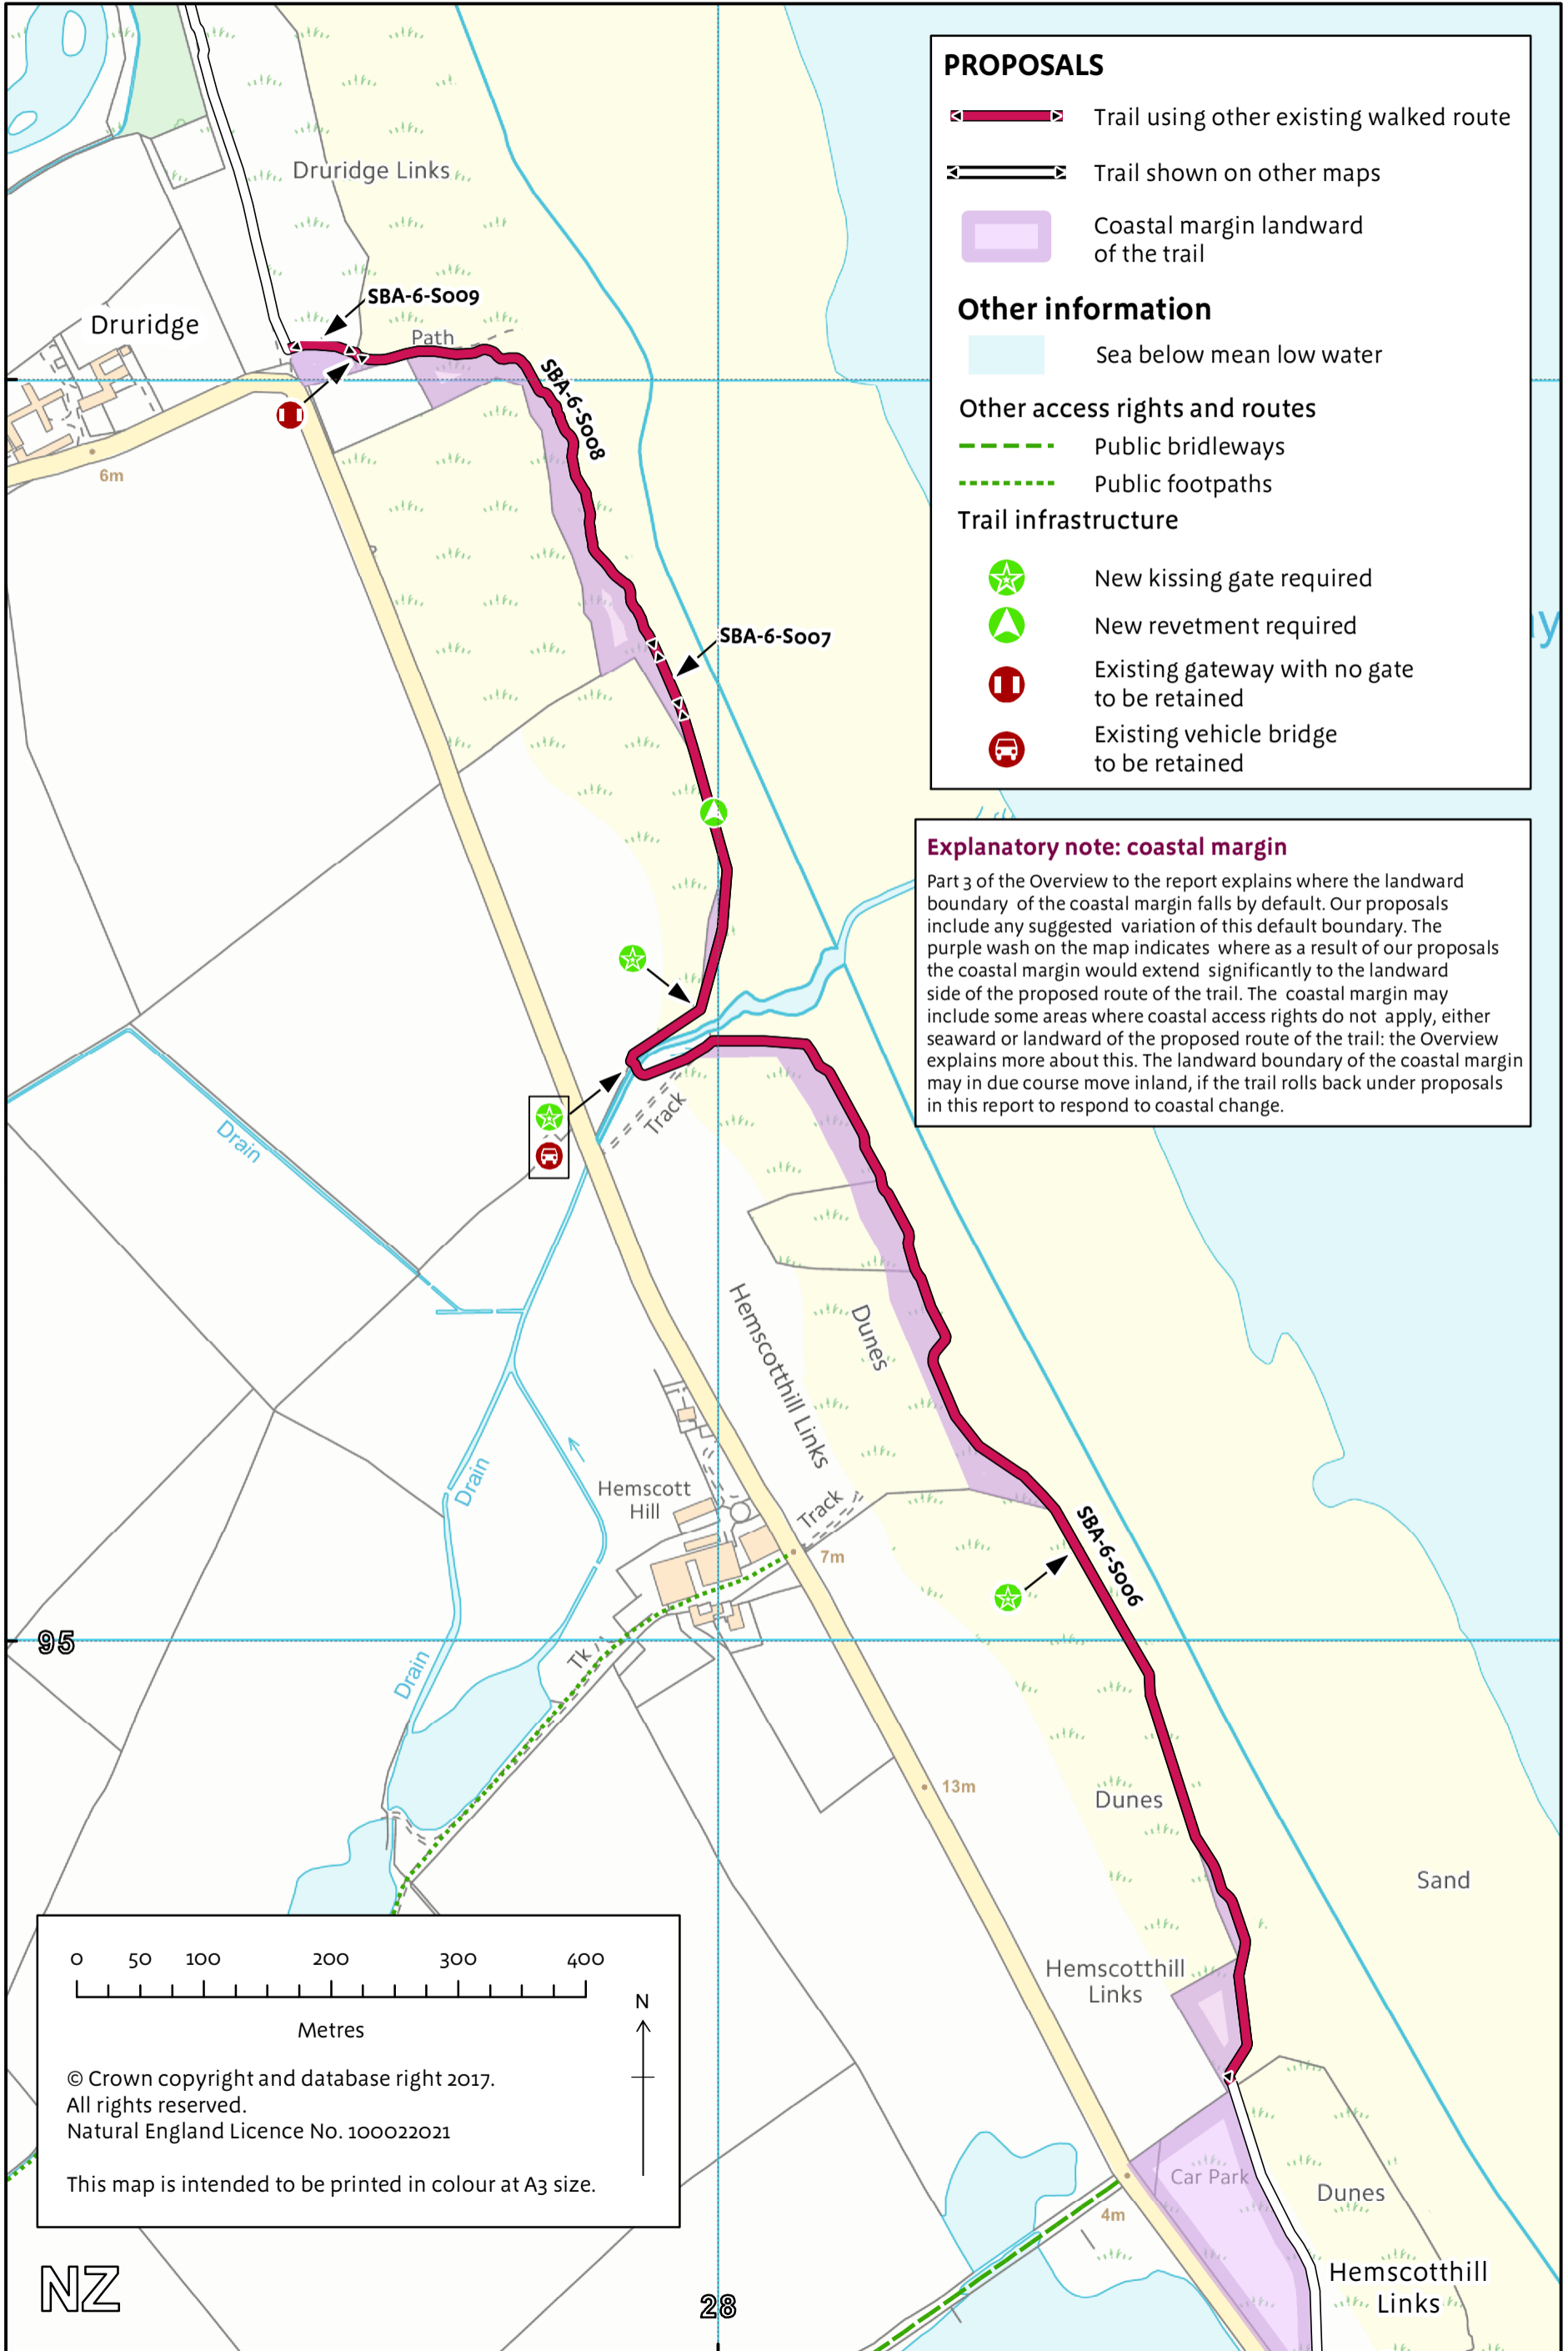 PROPOSALS
Trail using other existing walked route
Trail shown on other maps
Coastal margin landward
of the trail
Other information
Sea below mean low water
Other access rights and routes
Public bridleways
Public footpaths
Trail infrastructure
New kissing gate required
New revetment required
Existing gateway with no gate
to be retained
Existing vehicle bridge
to be retained
Explanatory note: coastal margin
Part 3 of the Overview to the report explains where the landward
boundary of the coastal margin falls by default. Our proposals
include any suggested variation of this default boundary. The
purple wash on the map indicates where as a result of our proposals
the coastal margin would extend significantly to the landward
side of the proposed route of the trail. The coastal margin may
include some areas where coastal access rights do not apply, either
seaward or landward of the proposed route of the trail: the Overview
explains more about this. The landward boundary of the coastal margin
may in due course move inland, if the trail rolls back under proposals
in this report to respond to coastal change.
Druridge Links
SBA-6-S009
Druridge
Path
SBA-6-S008
6m
SBA-6-S007
ay
Track
Drain
Hemscotthill Links
Dunes
Drain
Hemscott
Hill
Track
7m
SBA-6-S006
95
Tk
Drain
13m
Dunes
Sand
Hemscotthill
Links
Car Park
Dunes
4m
Hemscotthill
Links
0 50 100 200 300 400
Metres
N
© Crown copyright and database right 2017.
All rights reserved.
Natural England Licence No. 100022021
This map is intended to be printed in colour at A3 size.
NZ
28